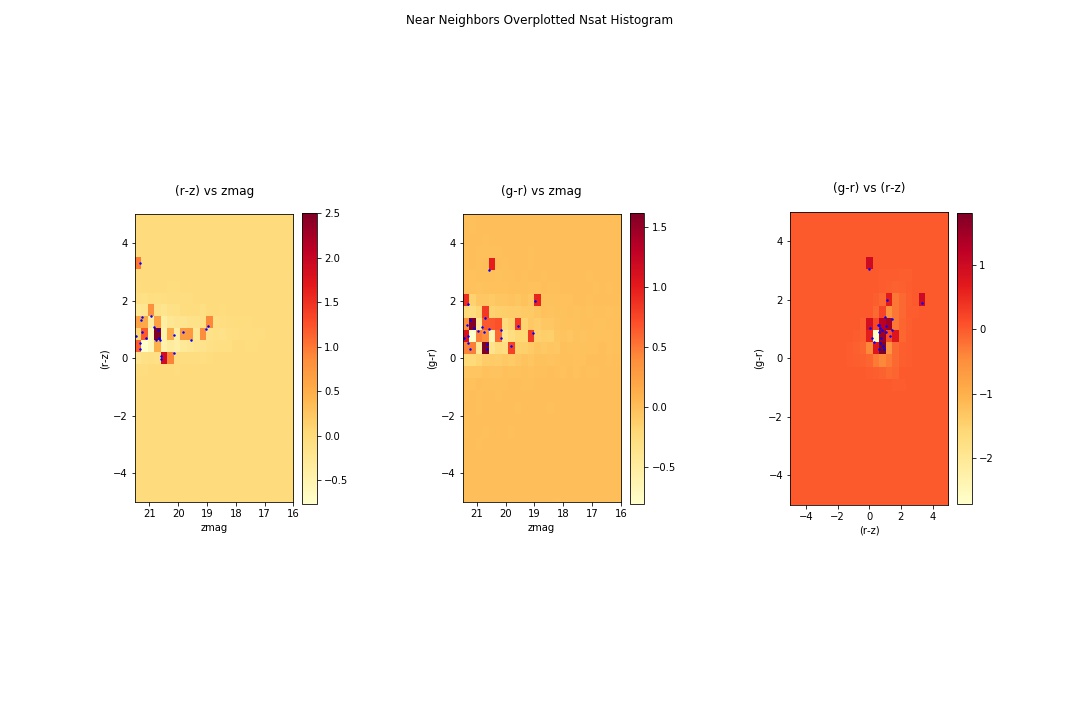 Near Neighbors Overplotted Nsat Histogram
(r-z) vs zmag
4
2
0
−2
−4
(r-z)
21 20 19 18 17 16
zmag
2.5
2.0
1.5
1.0
0.5
0.0
−0.5
(g-r) vs zmag
4
2
0
−2
−4
(g-r)
21 20 19 18 17 16
zmag
1.5
1.0
0.5
0.0
−0.5
(g-r) vs (r-z)
4
2
0
−2
−4
(g-r)
−4 −2 0 2 4
(r-z)
1
0
−1
−2